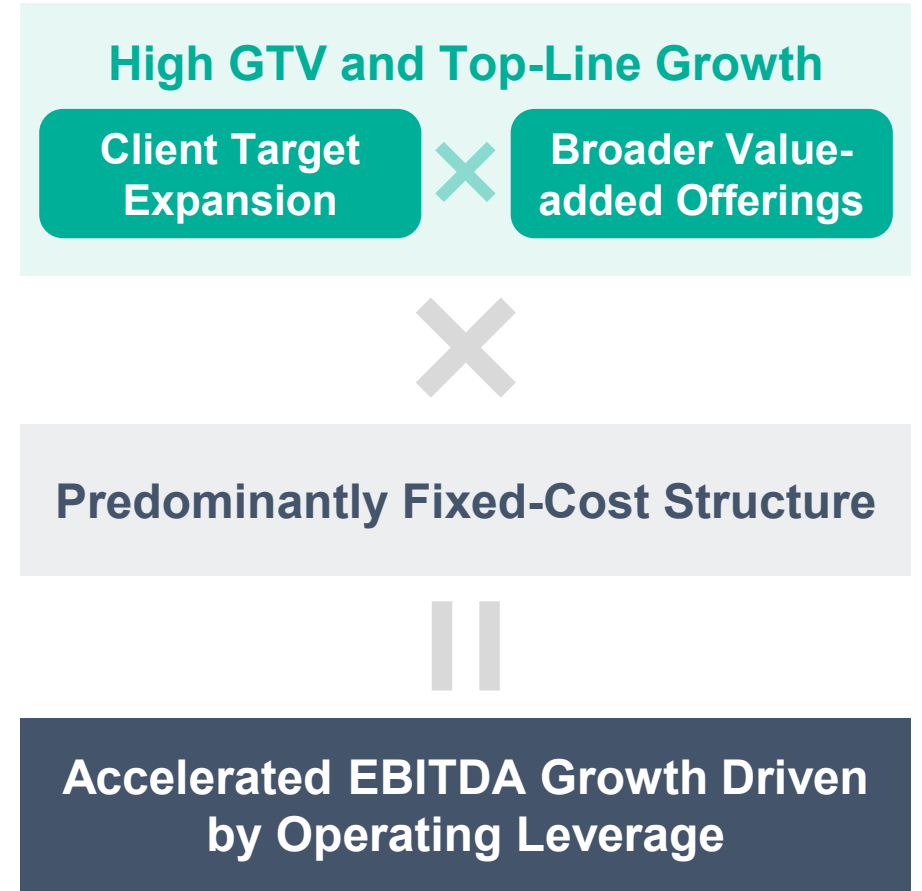 High GTV and Top-Line Growth
Client Target
Expansion
Broader Value-
added Offerings
Predominantly Fixed-Cost Structure
Accelerated EBITDA Growth Driven
by Operating Leverage